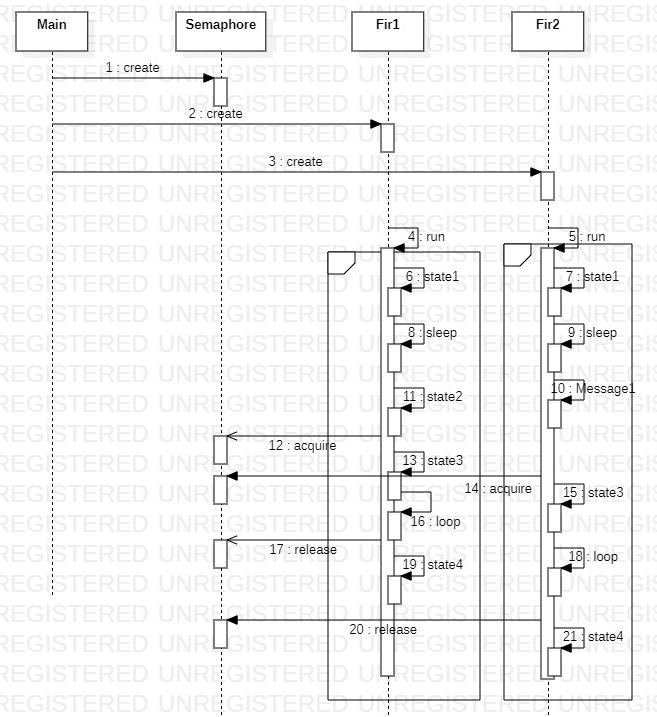 Main Semaphore Fir1 Fir2
1 : create
2 : create
3 : create
4 : run 5 : run
6 : state1 7 : state1
8 : sleep 9 : sleep
10 : Message1
11 : state2
12 : acquire
13 : state3
14 : acquire 15 : state3
16 : loop
17 : release 18 : loop
19 : state4
20 : release
21 : state4
UNREGISTERED